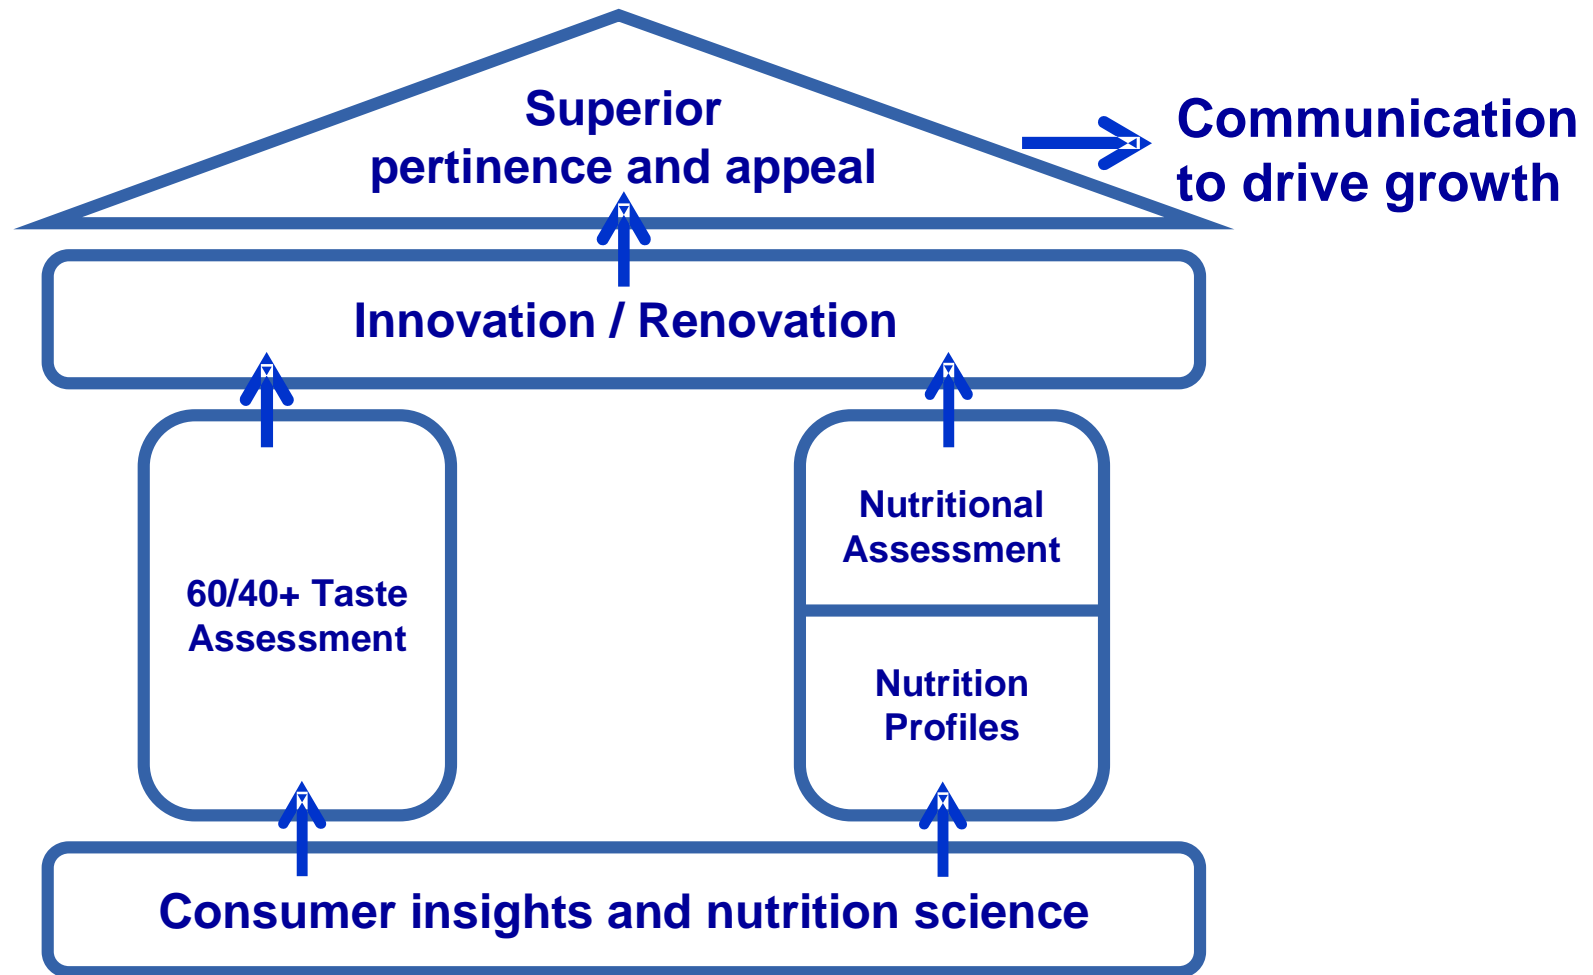 Superior
pertinence and appeal
Communication
to drive growth
Innovation / Renovation
60/40+ Taste
Assessment
Nutritional
Assessment
Nutrition
Profiles
Consumer insights and nutrition science